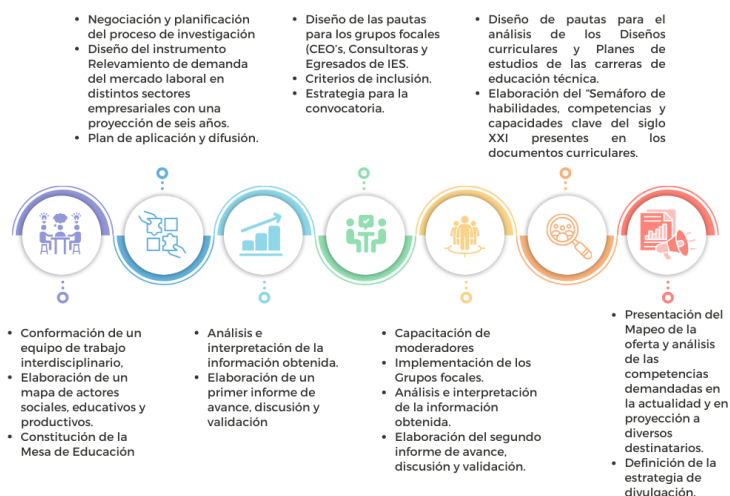 • Negociación y planificación
del proceso de investigación
• Diseño del instrumento
Relevamiento de demanda
del mercado laboral en
distintos sectores
empresariales con una
proyección de seis años.
• Plan de aplicación y difusión.
• Diseño de las pautas
para los grupos focales
(CEO's, Consultoras y
Egresados de IES.
• Criterios de inclusión.
• Estrategia para la
convocatoria.
• Diseño de pautas para el
análisis de los Diseños
curriculares y Planes de
estudios de las carreras de
educación técnica.
• Elaboración del "Semáforo de
habilidades, competencias y
capacidades clave del siglo
XXI presentes en los
documentos curriculares.
• Conformación de un
equipo de trabajo
interdisciplinario,
• Elaboración de un
mapa de actores
sociales, educativos y
productivos.
• Constitución de la
Mesa de Educación
• Análisis e
interpretación de la
información obtenida.
• Elaboración de un
primer informe de
avance, discusión y
validación
• Capacitación de
moderadores
• Implementación de los
Grupos focales.
• Análisis e interpretación
de la información
obtenida.
• Elaboración del segundo
informe de avance,
discusión y validación.
• Presentación del
Mapeo de la
oferta y análisis
de las
competencias
demandadas en
la actualidad y en
proyección a
diversos
destinatarios.
• Definición de la
estrategia de
divulgación.